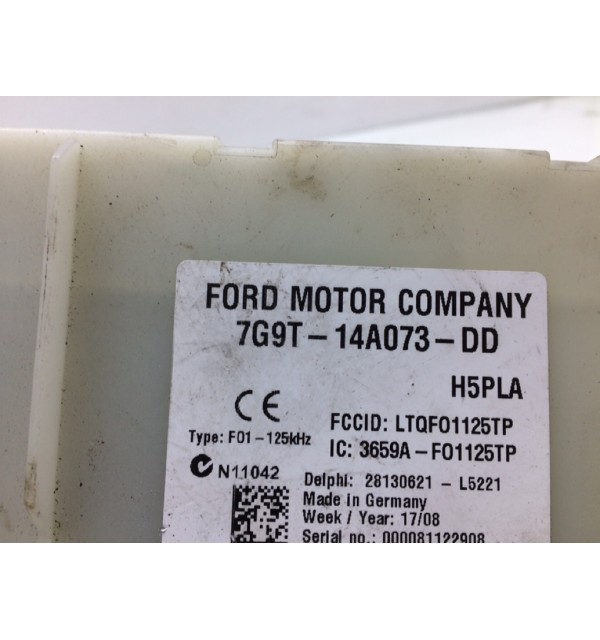 FORD MOTOR COMPANY
7G9T-14A073-DD
H5PLA
CE
FCCID: LTQFO1125TP
Type: F01-125kHz
IC: 3659A-FO1125TP
N11042
Delphi: 28130621 - L5221
Made in Germany
Week / Year: 17/08
Serial no.: 000081122908